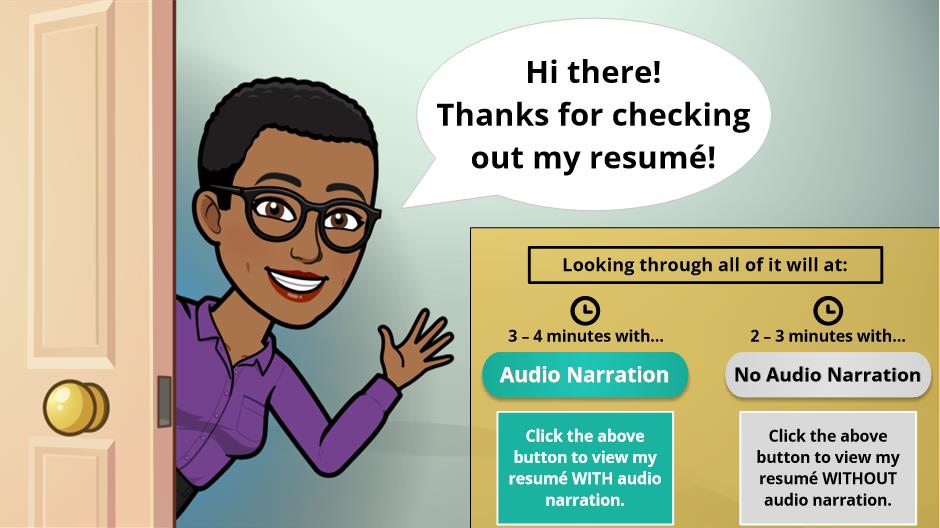 Hi there!
Thanks for checking
out my resumé!
Looking through all of it will at:
3 – 4 minutes with...
Audio Narration
Click the above
button to view my
resumé WITH audio
narration.
2 – 3 minutes with...
No Audio Narration
Click the above
button to view my
resumé WITHOUT
audio narration.